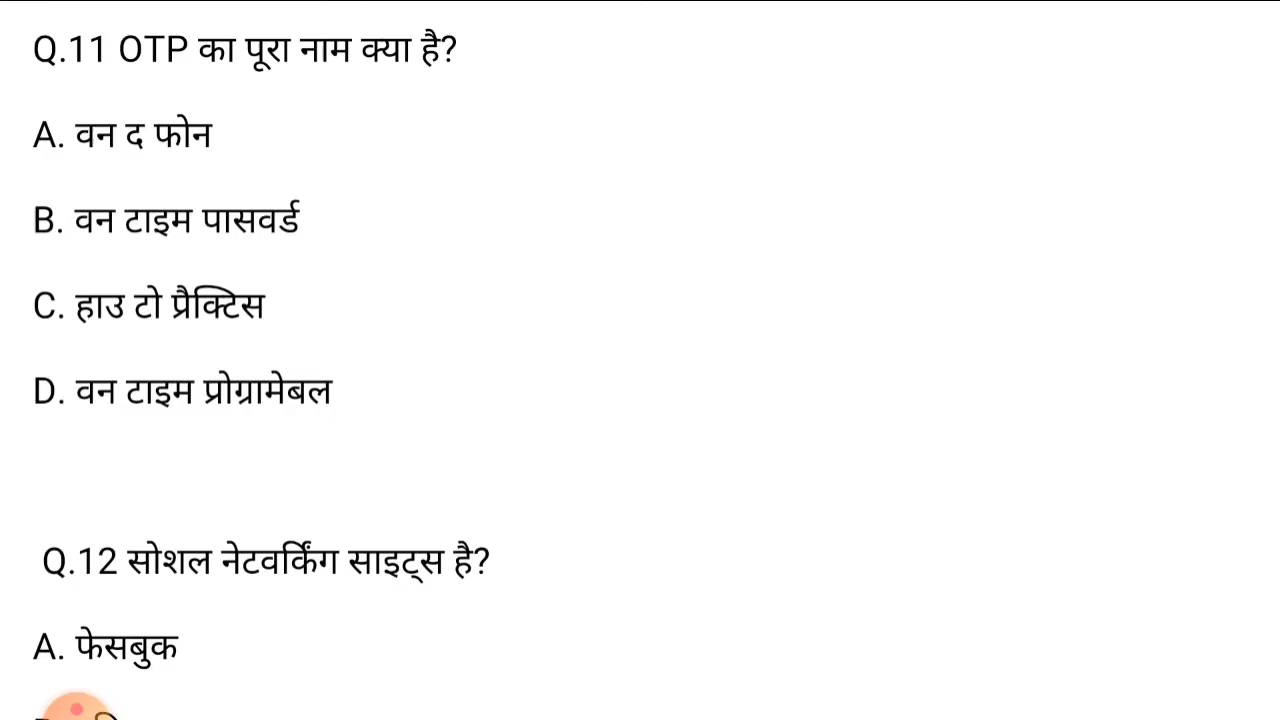 Q.11 OTP का पूरा नाम क्या है?
A. वन द फोन
B. वन टाइम पासवर्ड
C. हाउ टो प्रैक्टिस
D. वन टाइम प्रोग्रामेबल
Q.12 सोशल नेटवर्किंग साइट्स है?
A. फेसबुक